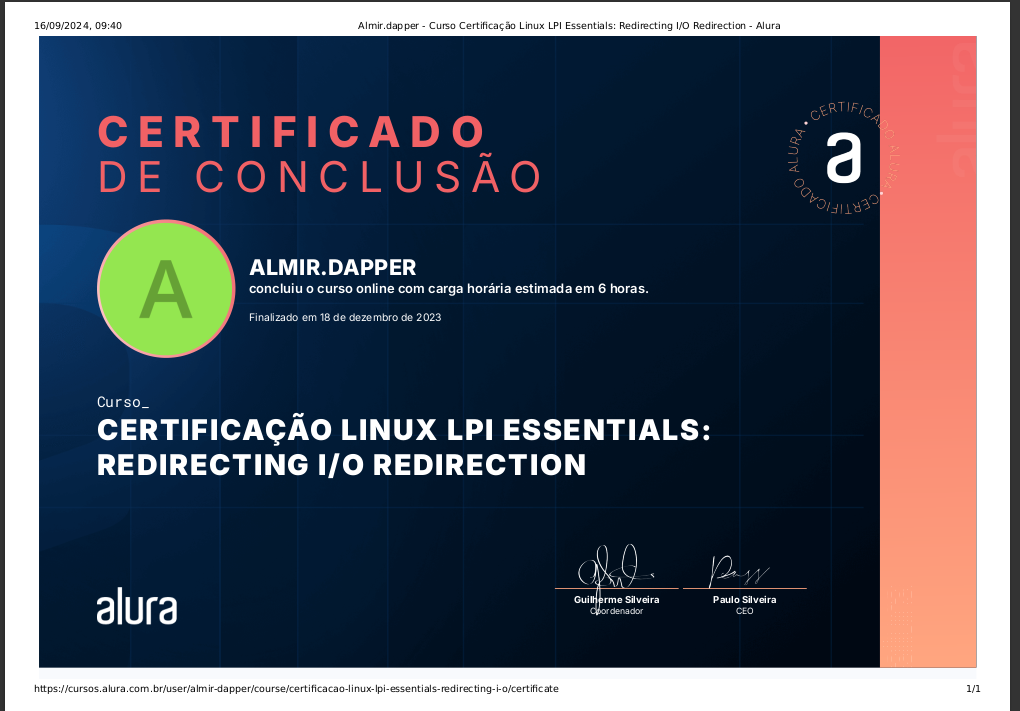 16/09/2024, 09:40
Almir.dapper - Curso Certificação Linux LPI Essentials: Redirecting I/O Redirection - Alura
CERTIFICADO
DE CONCLUSÃO
CERTIFICADO ALURA • CERTIFICADO ALURA •
a
alura
A
ALMIR.DAPPER
concluiu o curso online com carga horária estimada em 6 horas.
Finalizado em 18 de dezembro de 2023
Curso_
CERTIFICAÇÃO LINUX LPI ESSENTIALS:
REDIRECTING I/O REDIRECTION
alura
Guilherme Silveira
Coordenador
Paulo Silveira
CEO
https://cursos.alura.com.br/user/almir-dapper/course/certificacao-linux-lpi-essentials-redirecting-i-o/certificate
1/1